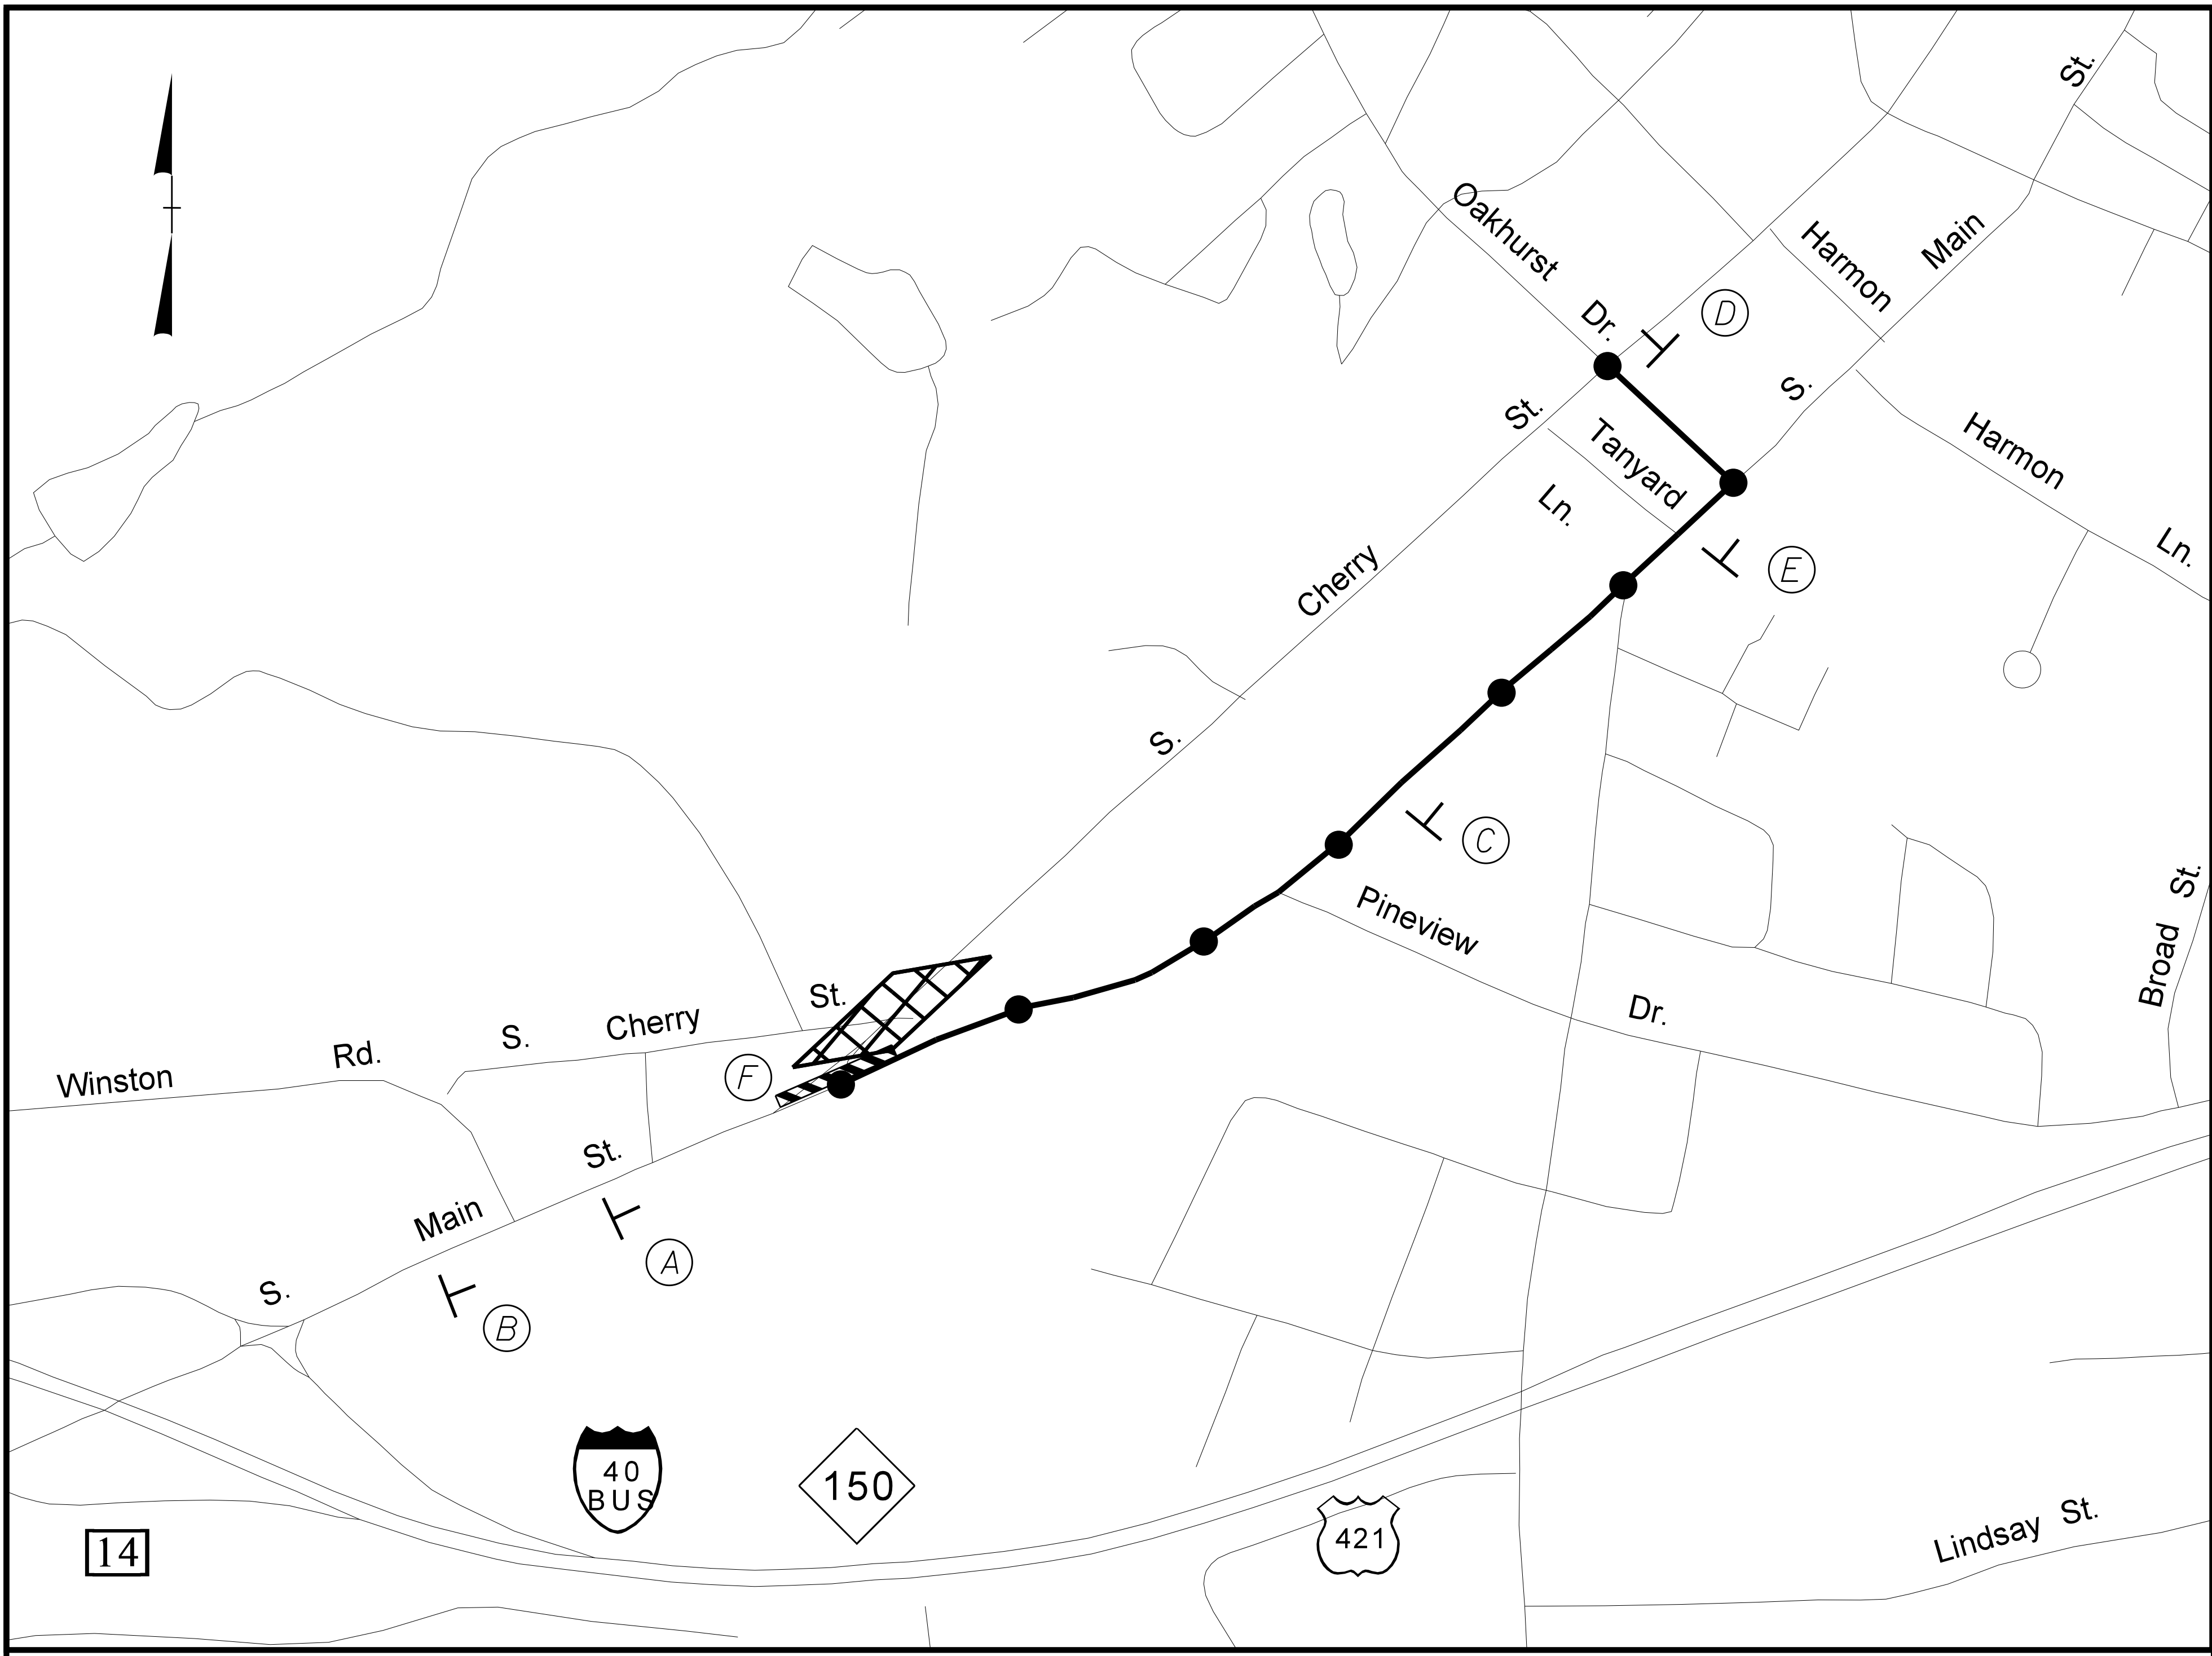 St.
Oakhurst Dr.
Harmon
Main
D
S.
St.
Tanyard
Ln.
Harmon
Ln.
E
Cherry
S.
C
Pineview
Dr.
Broad St.
St.
Cherry
S.
Rd.
Winston
F
St.
Main
S.
A
B
40
BUS
150
421
14
Lindsay St.